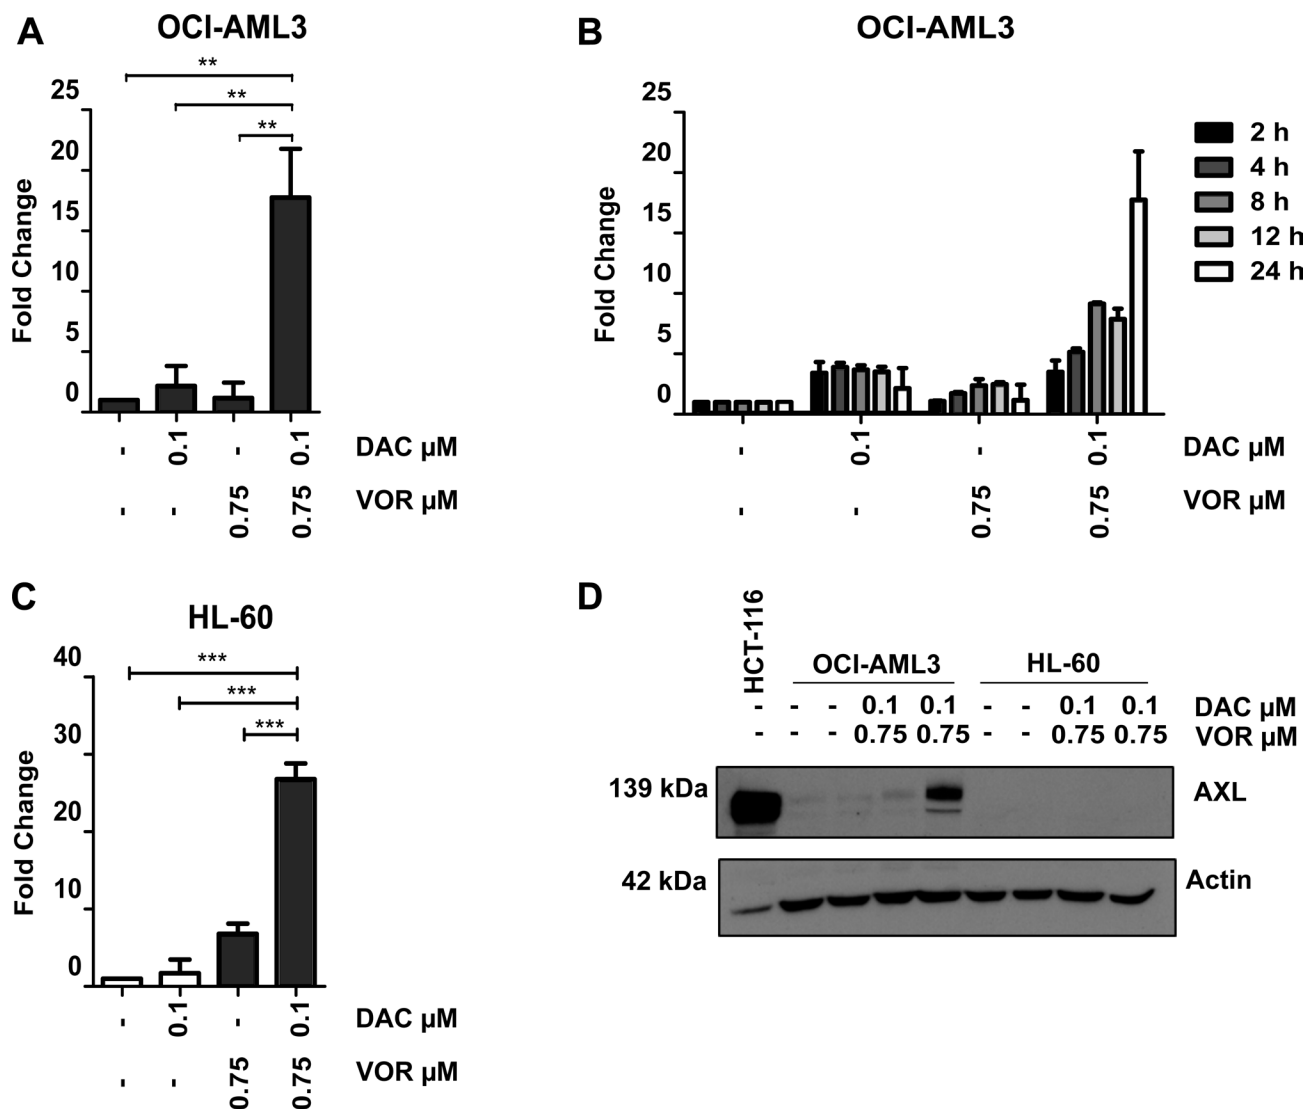 A
OCI-AML3
**
**
**
25
20
15
10
5
0
Fold Change
- 0.1 - 0.1 DAC µM
- - 0.75 0.75 VOR µM
B
OCI-AML3
25
20
15
10
5
0
Fold Change
2 h
4 h
8 h
12 h
24 h
- 0.1 - 0.1 DAC µM
- - 0.75 0.75 VOR µM
C
HL-60
***
***
***
40
30
20
10
0
Fold Change
- 0.1 - 0.1 DAC µM
- - 0.75 0.75 VOR µM
D
HCT-116
OCI-AML3 HL-60
- - - 0.1 0.1 - - 0.1 0.1 DAC µM
- - - 0.75 0.75 - - 0.75 0.75 VOR µM
139 kDa AXL
42 kDa Actin